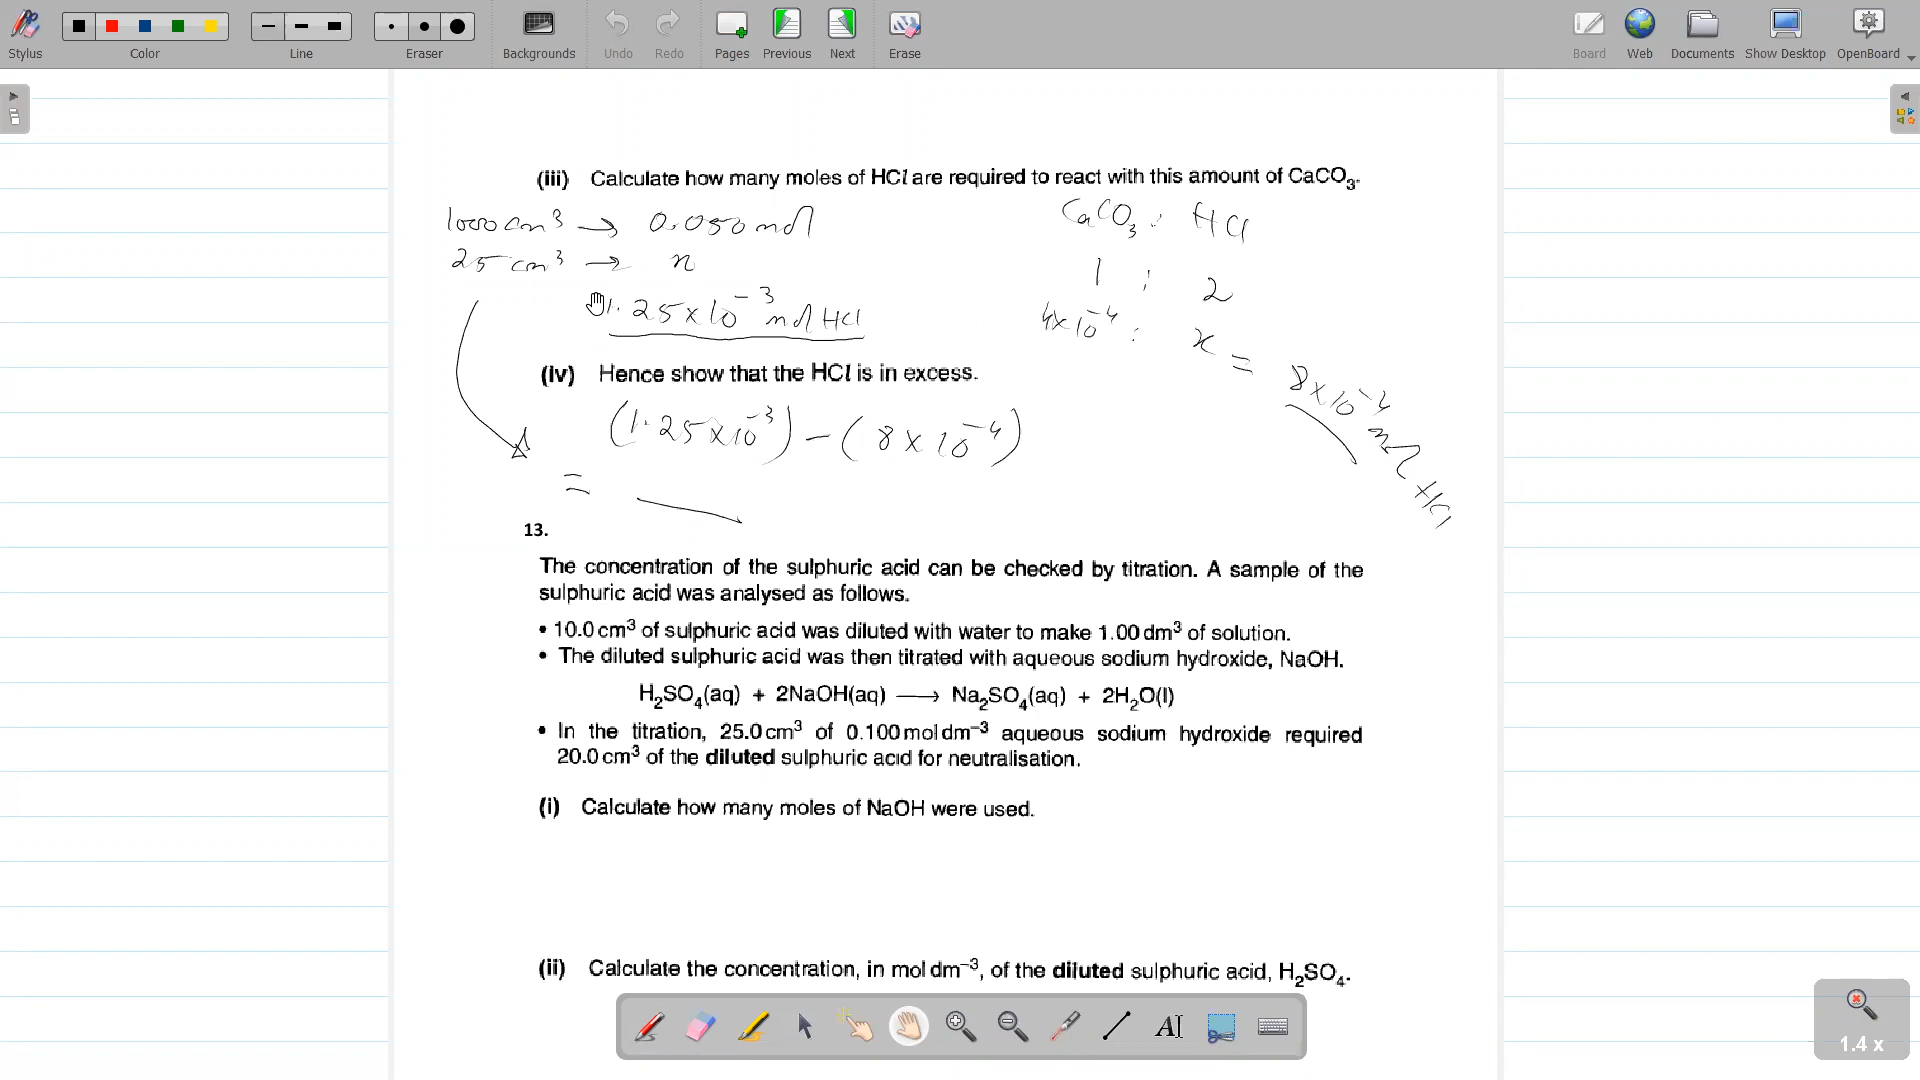 Stylus Color Line Eraser Backgrounds Undo Redo Pages Previous Next Erase Board Web Documents Show Desktop OpenBoard
(iii) Calculate how many moles of HCl are required to react with this amount of CaCO₃.
1000 cm³ → 0.050 mol
25 cm³ → x
1.25 × 10⁻³ mol HCl
CaCO₃ : HCl
1 : 2
4 × 10⁻⁴ : x = 8 × 10⁻⁴ mol HCl
(iv) Hence show that the HCl is in excess.
(1.25 × 10⁻³) – (8 × 10⁻⁴)
=
13.
The concentration of the sulphuric acid can be checked by titration. A sample of the
sulphuric acid was analysed as follows.
• 10.0 cm³ of sulphuric acid was diluted with water to make 1.00 dm³ of solution.
• The diluted sulphuric acid was then titrated with aqueous sodium hydroxide, NaOH.
H₂SO₄(aq) + 2NaOH(aq) ⟶ Na₂SO₄(aq) + 2H₂O(l)
• In the titration, 25.0 cm³ of 0.100 mol dm⁻³ aqueous sodium hydroxide required
20.0 cm³ of the diluted sulphuric acid for neutralisation.
(i) Calculate how many moles of NaOH were used.
(ii) Calculate the concentration, in mol dm⁻³, of the diluted sulphuric acid, H₂SO₄.
AI
1.4 x